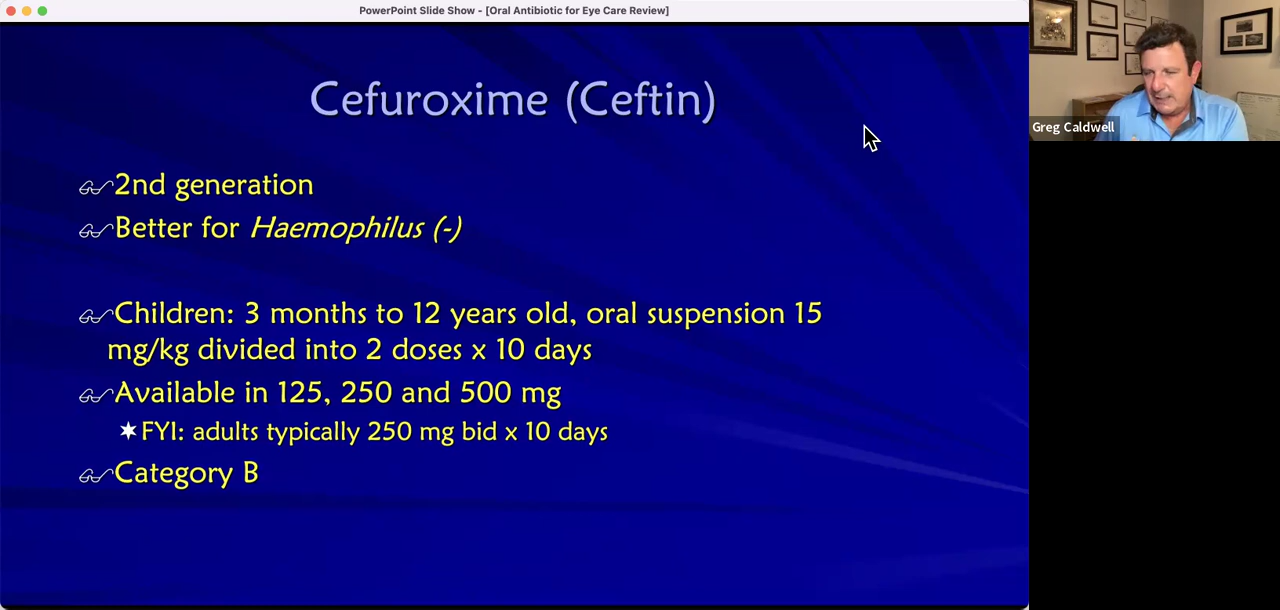 PowerPoint Slide Show - [Oral Antibiotic for Eye Care Review]
Cefuroxime (Ceftin)
2nd generation
Better for Haemophilus (-)
Children: 3 months to 12 years old, oral suspension 15
mg/kg divided into 2 doses x 10 days
Available in 125, 250 and 500 mg
FYI: adults typically 250 mg bid x 10 days
Category B
Greg Caldwell